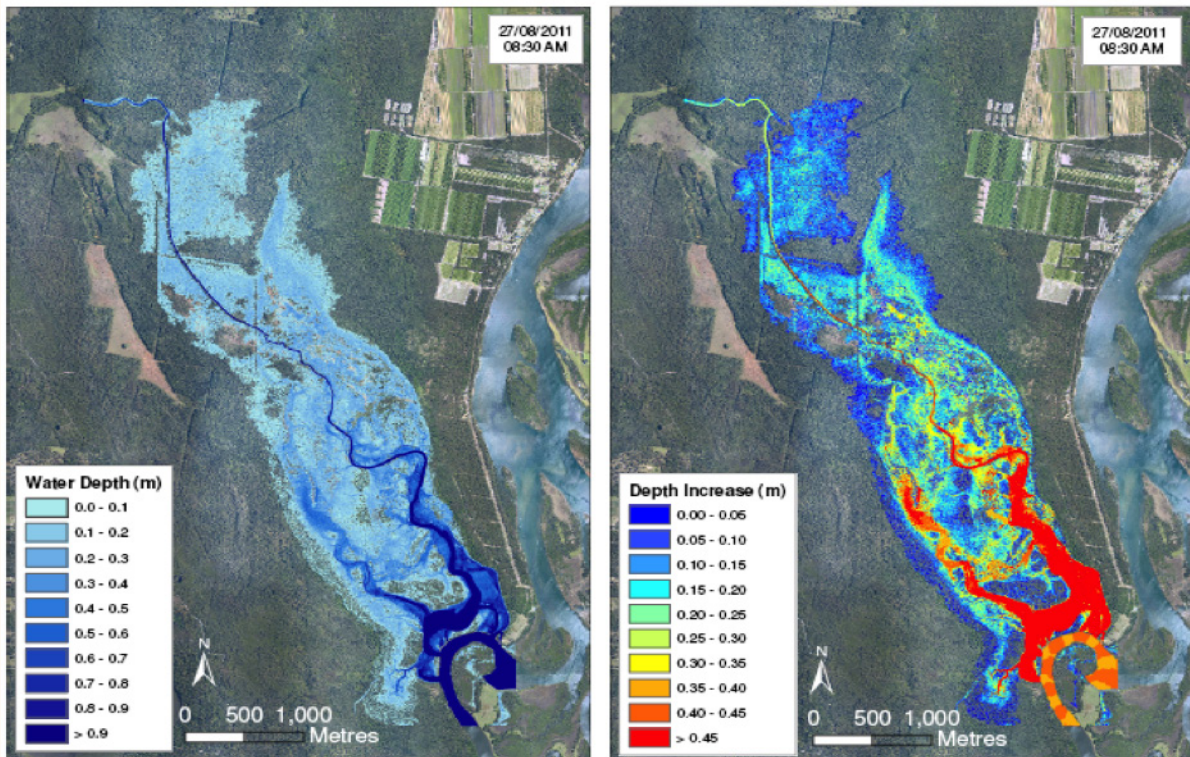 27/08/2011
08:30 AM
Water Depth (m)
0.0 - 0.1
0.1 - 0.2
0.2 - 0.3
0.3 - 0.4
0.4 - 0.5
0.5 - 0.6
0.6 - 0.7
0.7 - 0.8
0.8 - 0.9
> 0.9
N
0 500 1,000
Metres
27/08/2011
08:30 AM
Depth Increase (m)
0.00 - 0.05
0.05 - 0.10
0.10 - 0.15
0.15 - 0.20
0.20 - 0.25
0.25 - 0.30
0.30 - 0.35
0.35 - 0.40
0.40 - 0.45
> 0.45
N
0 500 1,000
Metres